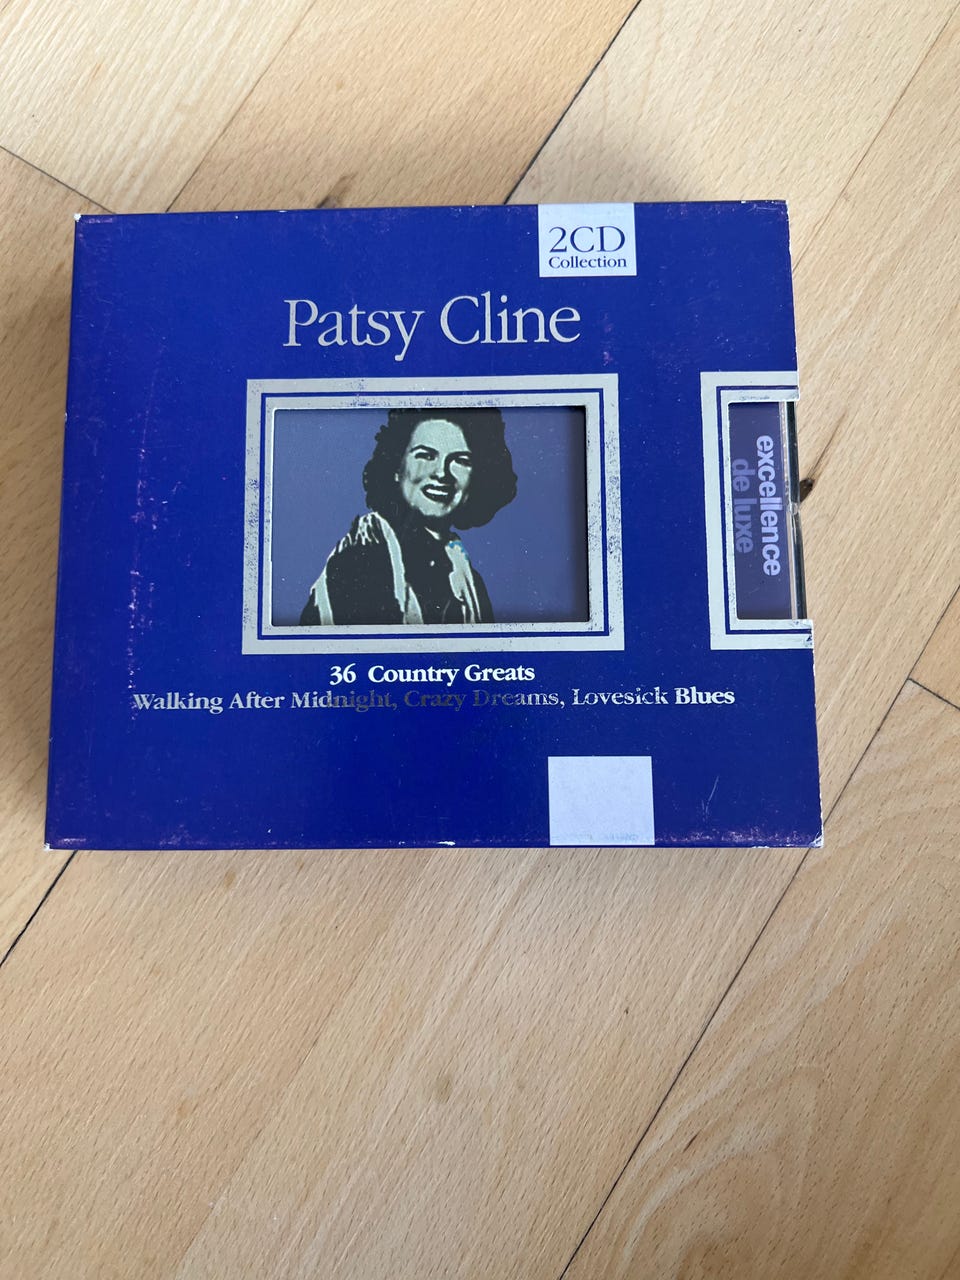 2CD
Collection
Patsy Cline
excellence
de luxe
36 Country Greats
Walking After Midnight, Crazy Dreams, Lovesick Blues